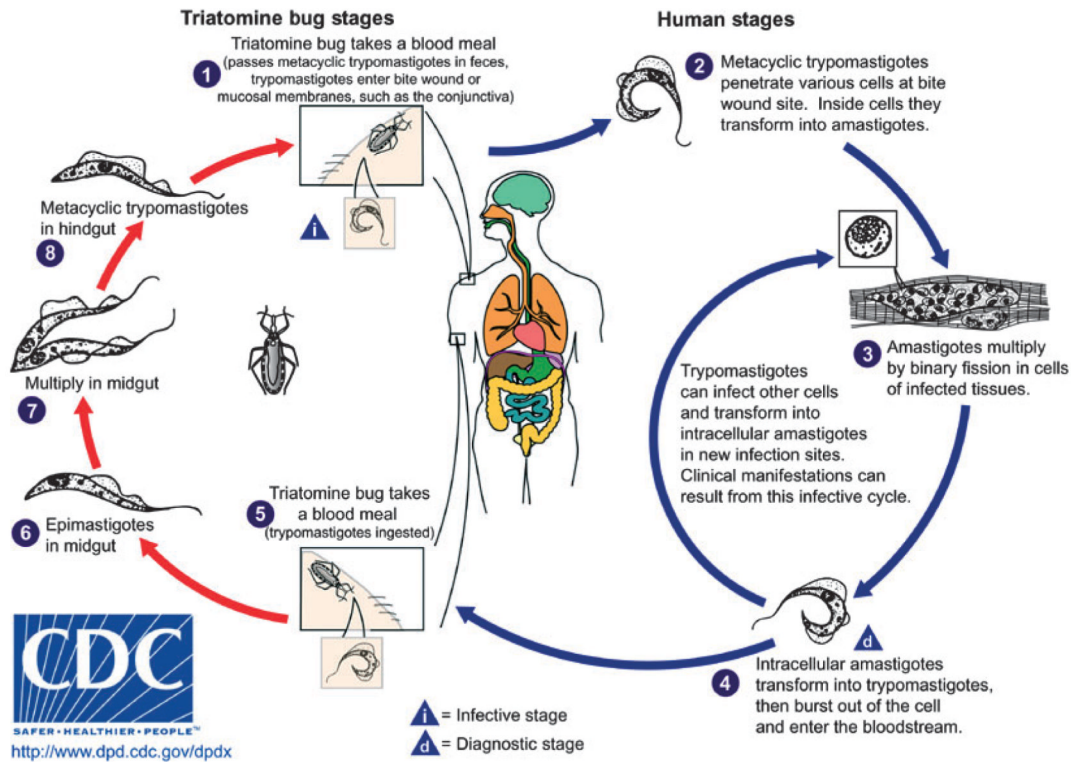 Triatomine bug stages
Human stages
1
Triatomine bug takes a blood meal
(passes metacyclic trypomastigotes in feces,
trypomastigotes enter bite wound or
mucosal membranes, such as the conjunctiva)
2
Metacyclic trypomastigotes
penetrate various cells at bite
wound site. Inside cells they
transform into amastigotes.
i
Metacyclic trypomastigotes
in hindgut
8
3
Amastigotes multiply
by binary fission in cells
of infected tissues.
Trypomastigotes
can infect other cells
and transform into
intracellular amastigotes
in new infection sites.
Clinical manifestations can
result from this infective cycle.
Multiply in midgut
7
5
Triatomine bug takes
a blood meal
(trypomastigotes ingested)
6
Epimastigotes
in midgut
d
4
Intracellular amastigotes
transform into trypomastigotes,
then burst out of the cell
and enter the bloodstream.
i = Infective stage
d = Diagnostic stage
CDC
SAFER • HEALTHIER • PEOPLE™
http://www.dpd.cdc.gov/dpdx